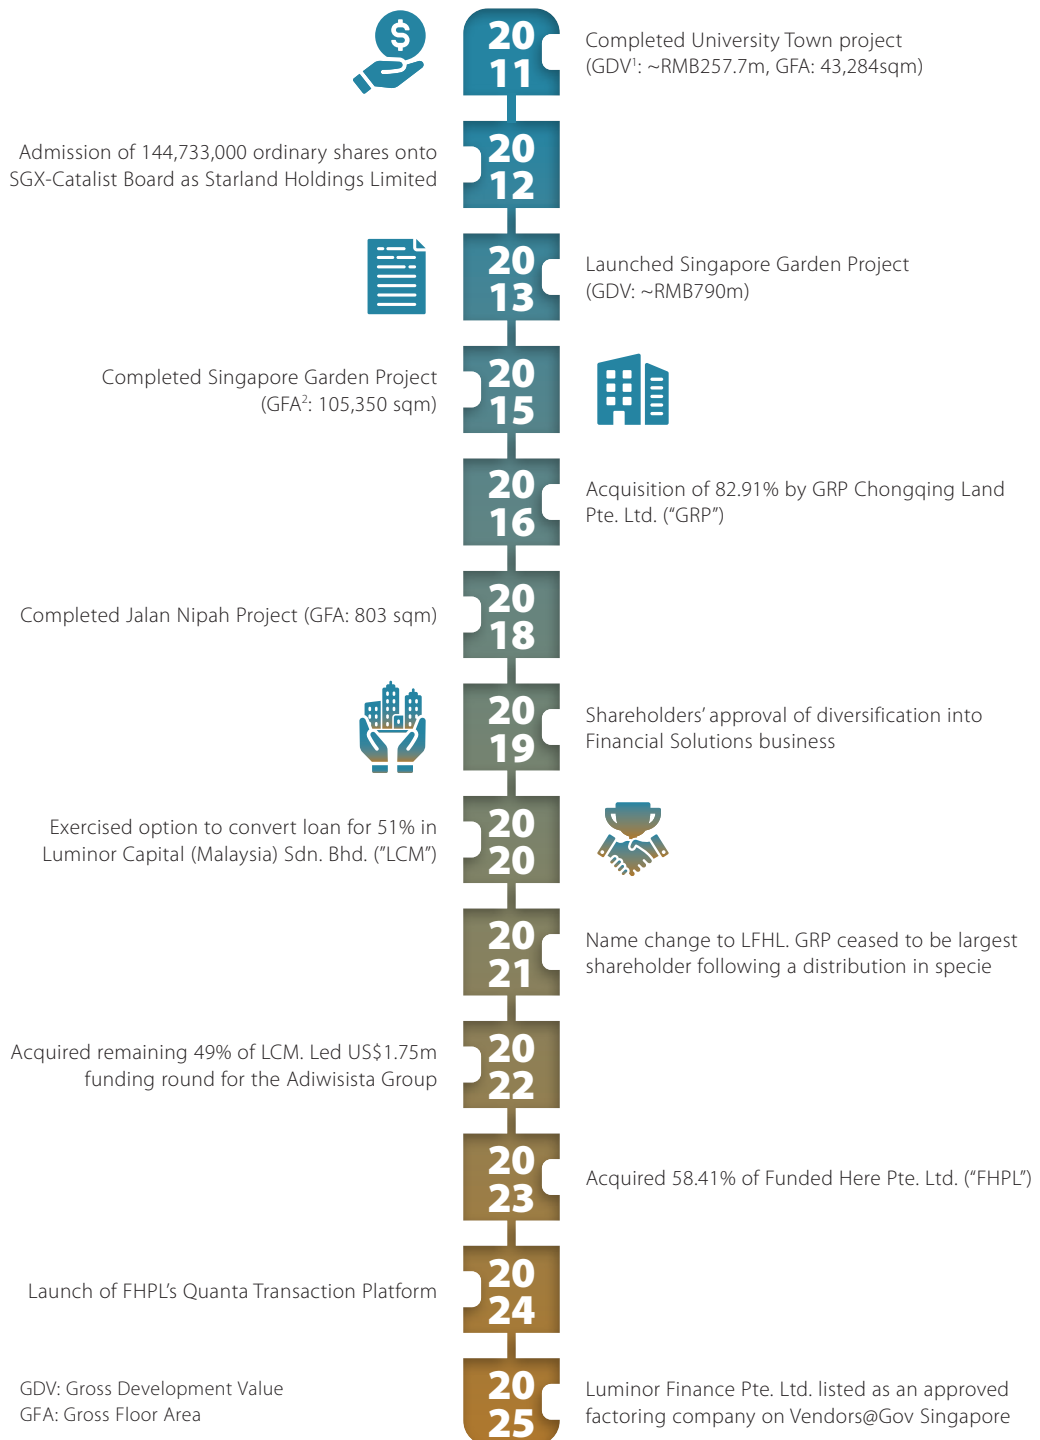 $
20
11
Completed University Town project
(GDV¹: ~RMB257.7m, GFA: 43,284sqm)
Admission of 144,733,000 ordinary shares onto
SGX-Catalist Board as Starland Holdings Limited
20
12
20
13
Launched Singapore Garden Project
(GDV: ~RMB790m)
Completed Singapore Garden Project
(GFA²: 105,350 sqm)
20
15
20
16
Acquisition of 82.91% by GRP Chongqing Land
Pte. Ltd. (“GRP”)
Completed Jalan Nipah Project (GFA: 803 sqm)
20
18
20
19
Shareholders’ approval of diversification into
Financial Solutions business
Exercised option to convert loan for 51% in
Luminor Capital (Malaysia) Sdn. Bhd. (”LCM”)
20
20
20
21
Name change to LFHL. GRP ceased to be largest
shareholder following a distribution in specie
Acquired remaining 49% of LCM. Led US$1.75m
funding round for the Adiwisista Group
20
22
20
23
Acquired 58.41% of Funded Here Pte. Ltd. (“FHPL”)
Launch of FHPL’s Quanta Transaction Platform
20
24
GDV: Gross Development Value
GFA: Gross Floor Area
20
25
Luminor Finance Pte. Ltd. listed as an approved
factoring company on Vendors@Gov Singapore